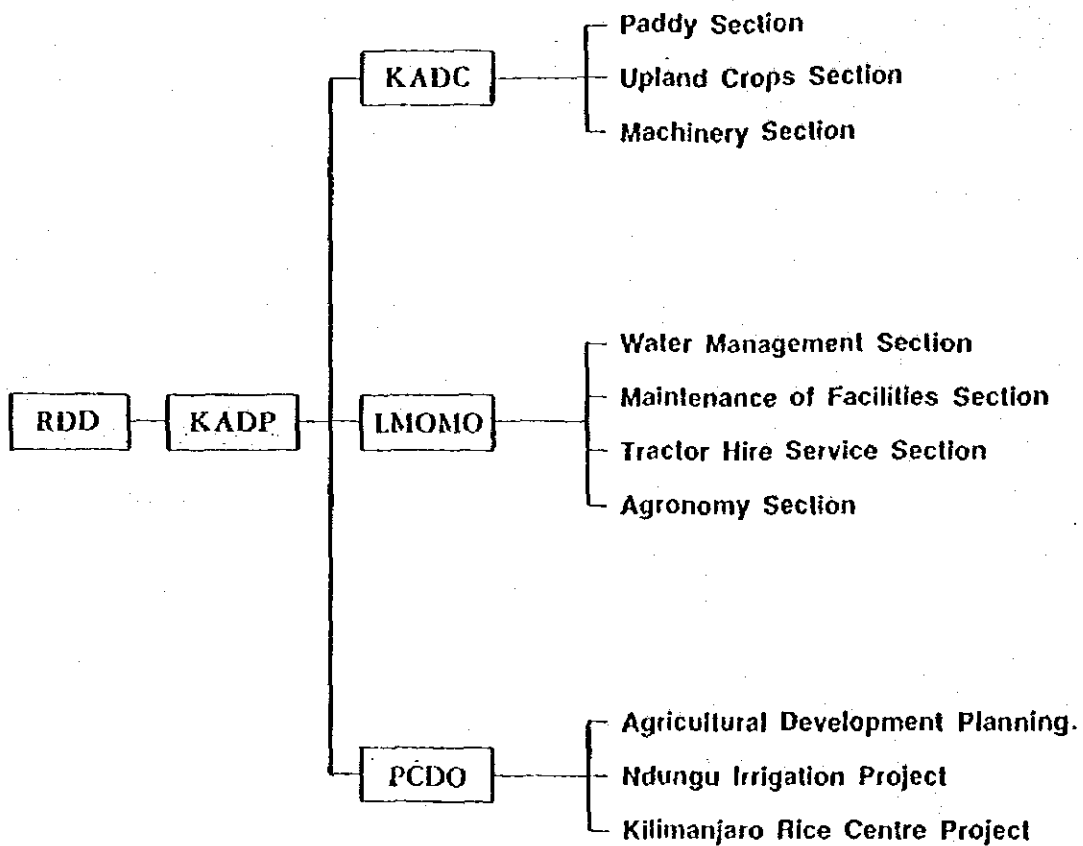 RDD
KADP
KADC
Paddy Section
Upland Crops Section
Machinery Section
LMOMO
Water Management Section
Maintenance of Facilities Section
Tractor Hire Service Section
Agronomy Section
PCDO
Agricultural Development Planning.
Ndungu Irrigation Project
Kilimanjaro Rice Centre Project